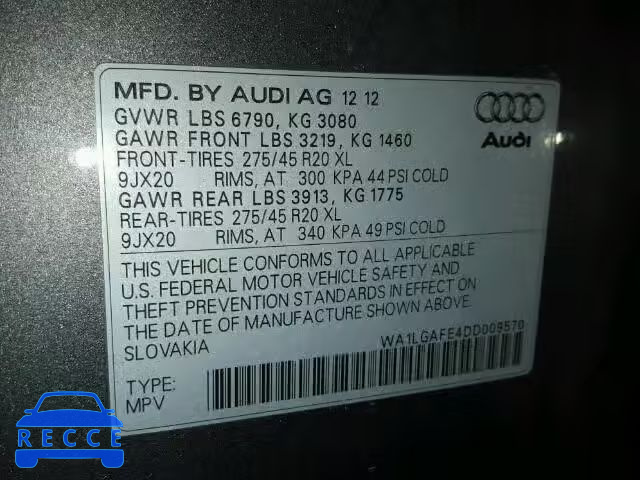 MFD. BY AUDI AG 12 12
GVWR LBS 6790, KG 3080
GAWR FRONT LBS 3219, KG 1460
FRONT-TIRES 275/45 R20 XL
9JX20 RIMS, AT 300 KPA 44 PSI COLD
GAWR REAR LBS 3913, KG 1775
REAR-TIRES 275/45 R20 XL
9JX20 RIMS, AT 340 KPA 49 PSI COLD
Audi
THIS VEHICLE CONFORMS TO ALL APPLICABLE
U.S. FEDERAL MOTOR VEHICLE SAFETY AND
THEFT PREVENTION STANDARDS IN EFFECT ON
THE DATE OF MANUFACTURE SHOWN ABOVE.
SLOVAKIA
WA1LGAFE4DD009570
TYPE:
MPV
RECCE